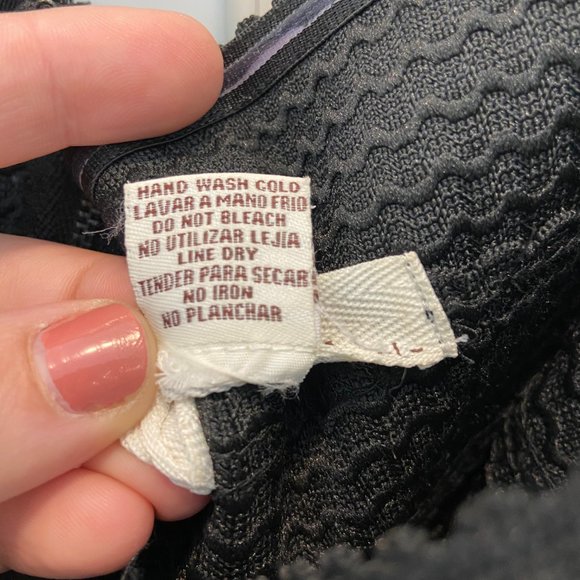 HAND WASH COLD
LAVAR A MANO FRIO
DO NOT BLEACH
NO UTILIZAR LEJIA
LINE DRY
TENDER PARA SECAR
NO IRON
NO PLANCHAR